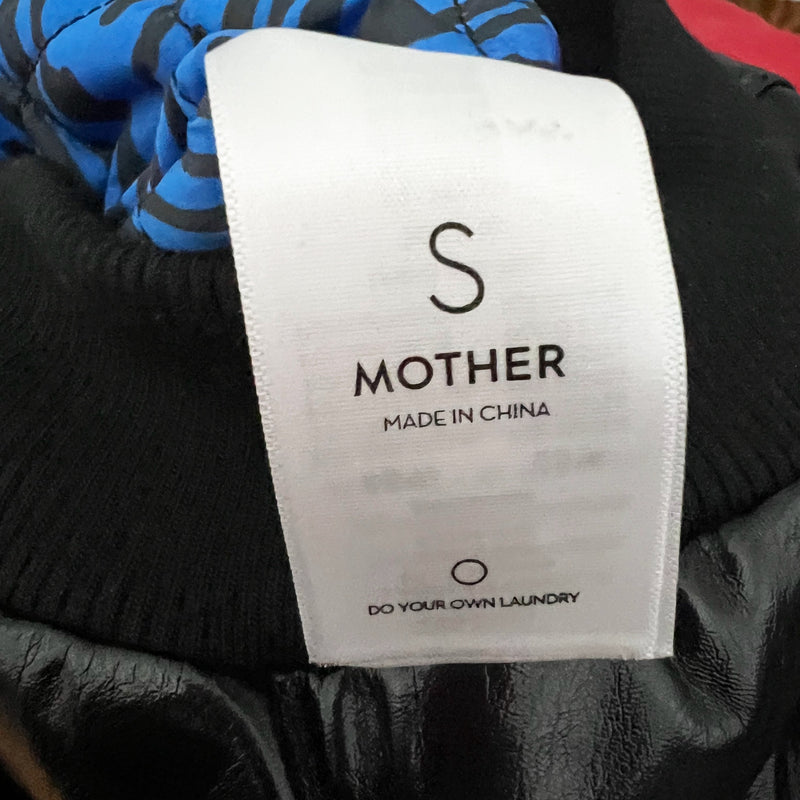 S
MOTHER
MADE IN CHINA
DO YOUR OWN LAUNDRY